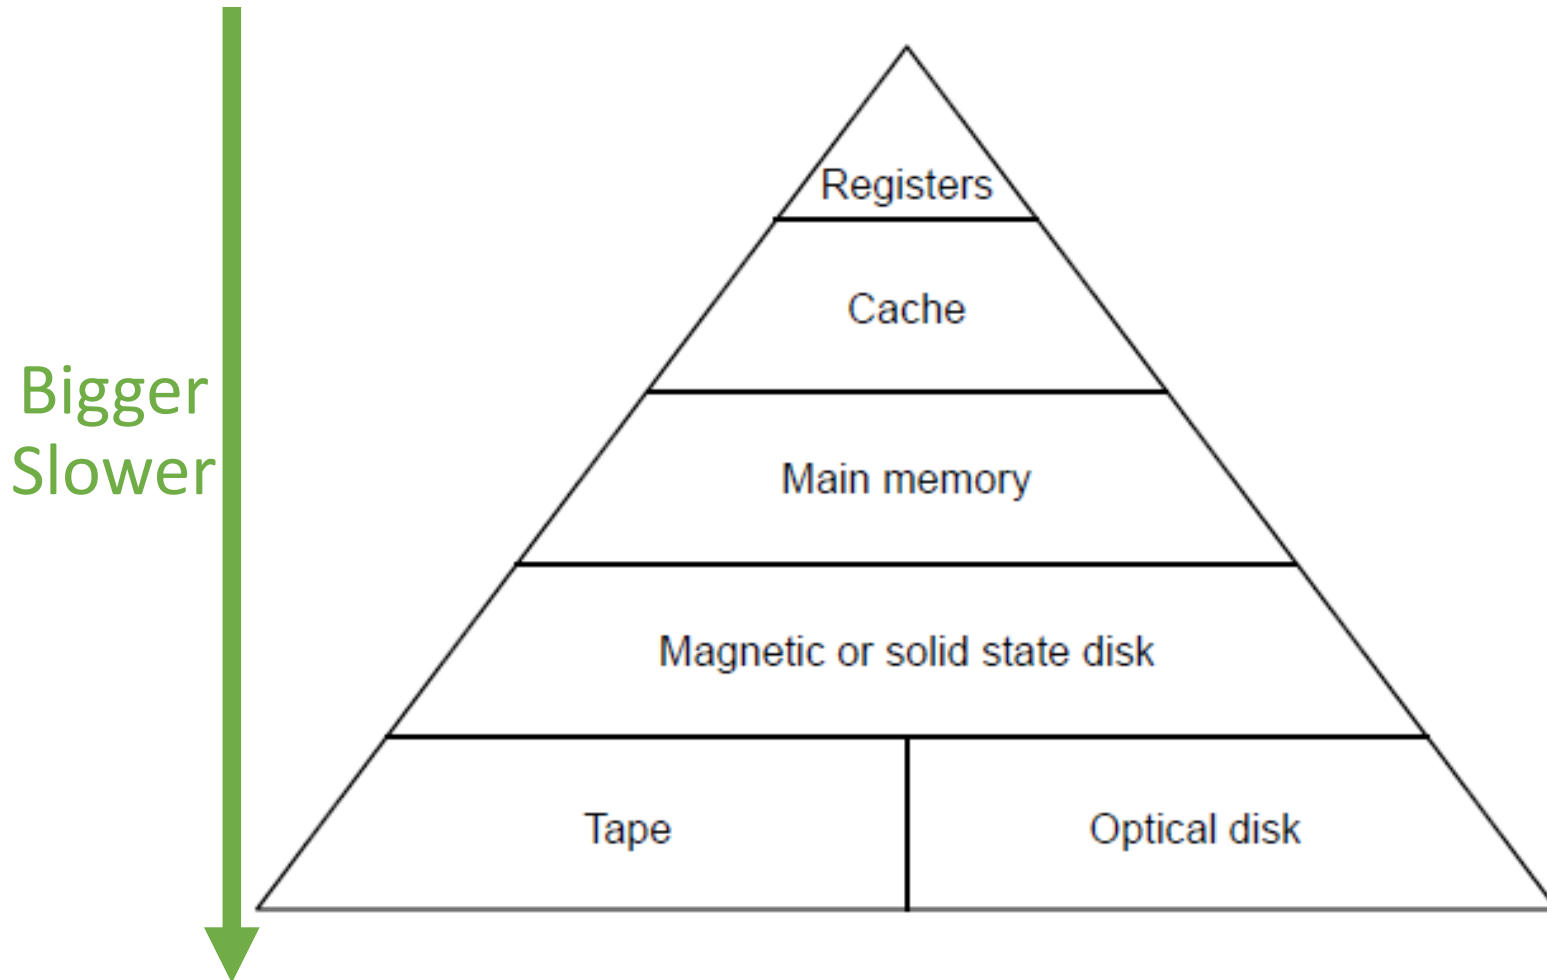 Registers
Cache
Bigger
Slower
Main memory
Magnetic or solid state disk
Tape
Optical disk